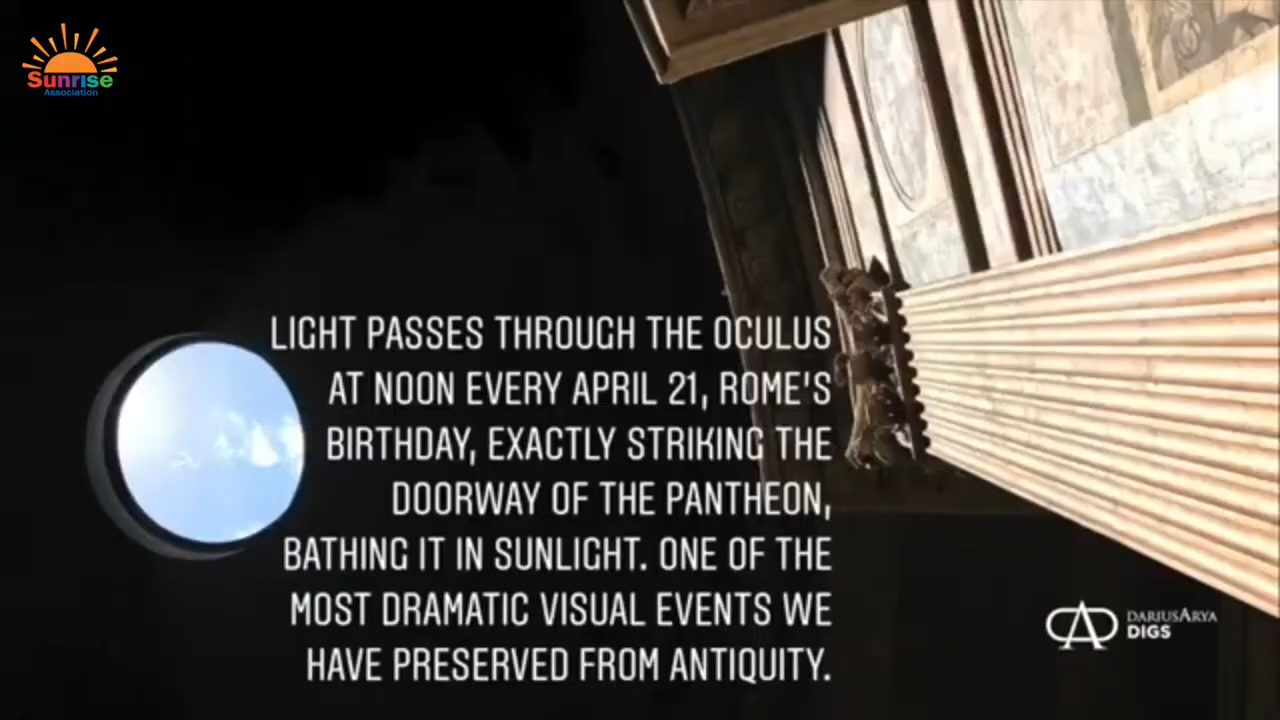 Sunrise
Association
LIGHT PASSES THROUGH THE OCULUS
AT NOON EVERY APRIL 21, ROME'S
BIRTHDAY, EXACTLY STRIKING THE
DOORWAY OF THE PANTHEON,
BATHING IT IN SUNLIGHT. ONE OF THE
MOST DRAMATIC VISUAL EVENTS WE
HAVE PRESERVED FROM ANTIQUITY.
DARIUSARYA
DIGS